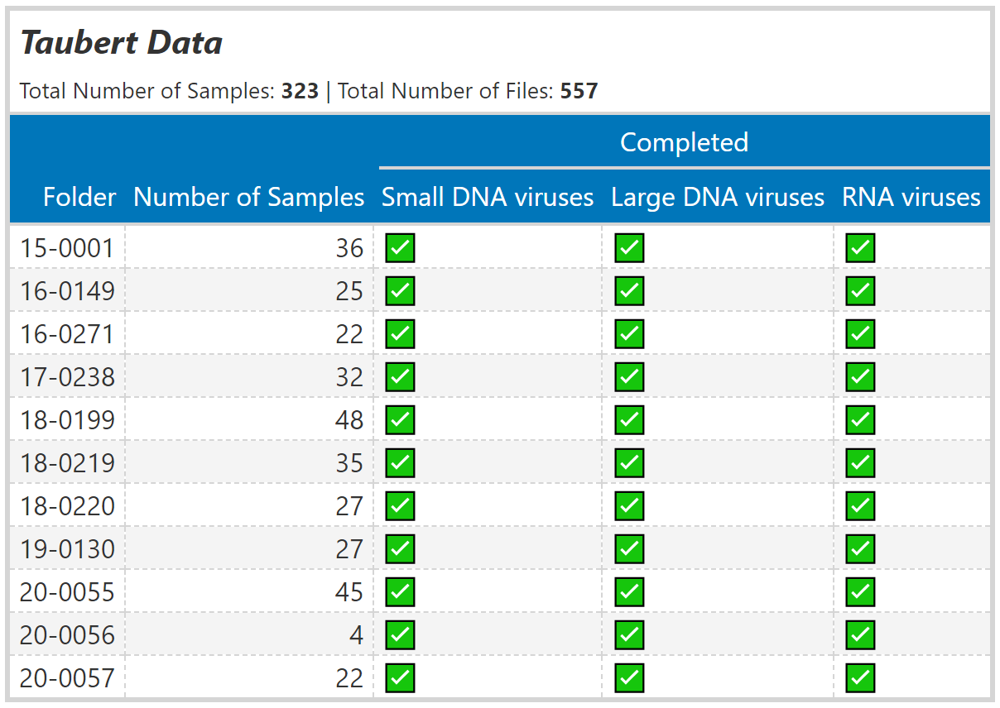 Taubert Data
Total Number of Samples: 323 | Total Number of Files: 557
Completed
Folder Number of Samples Small DNA viruses Large DNA viruses RNA viruses
15-0001 36 ✅ ✅ ✅
16-0149 25 ✅ ✅ ✅
16-0271 22 ✅ ✅ ✅
17-0238 32 ✅ ✅ ✅
18-0199 48 ✅ ✅ ✅
18-0219 35 ✅ ✅ ✅
18-0220 27 ✅ ✅ ✅
19-0130 27 ✅ ✅ ✅
20-0055 45 ✅ ✅ ✅
20-0056 4 ✅ ✅ ✅
20-0057 22 ✅ ✅ ✅